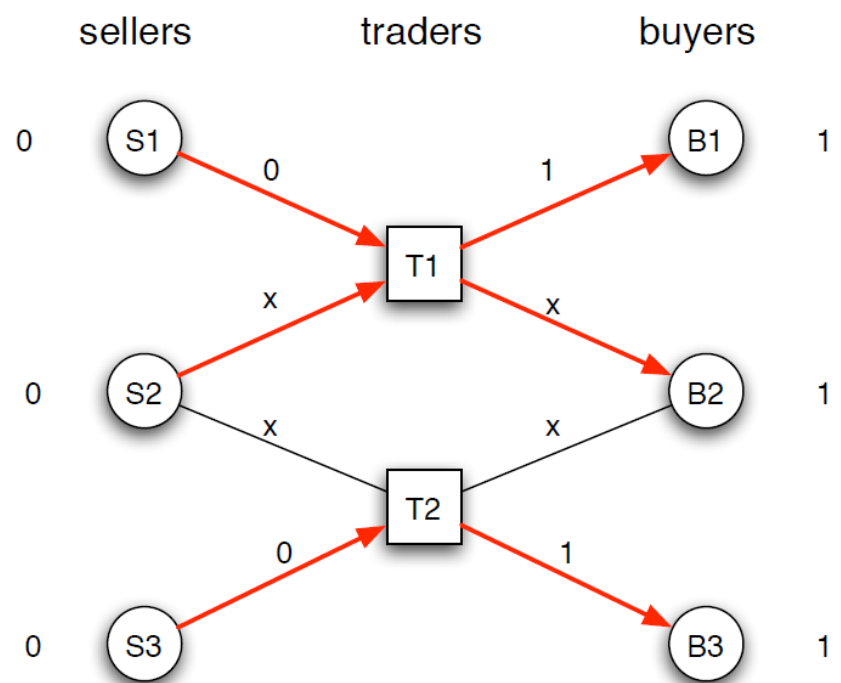 sellers traders buyers
0 S1 0 1 B1 1
T1
x x
0 S2 B2 1
x x
T2
0 1
0 S3 B3 1